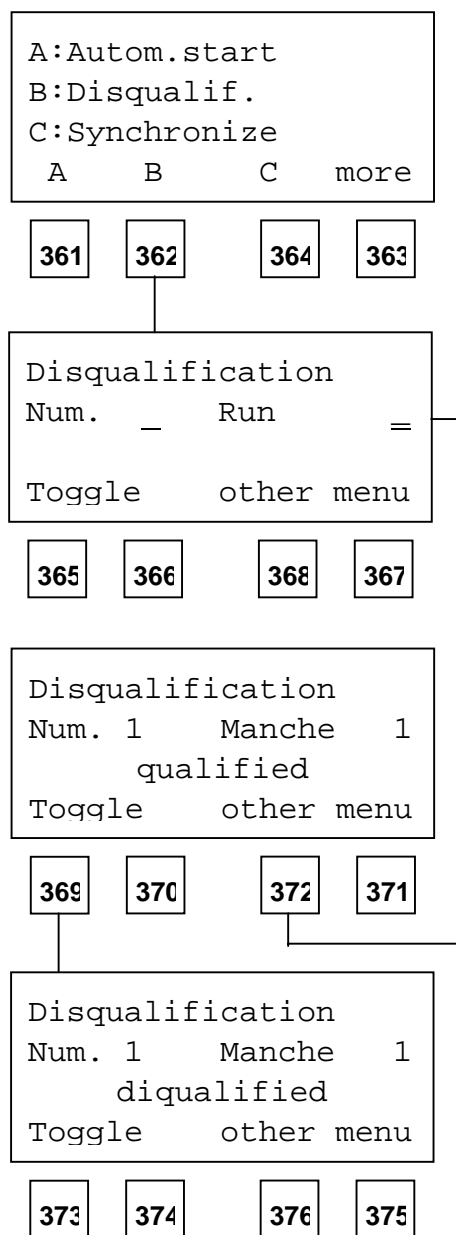 A:Autom.start
B:Disqualif.
C:Synchronize
A B C more
361 362 364 363
Disqualification
Num. _ Run _
Toggle other menu
365 366 368 367
Disqualification
Num. 1 Manche 1
qualified
Toggle other menu
369 370 372 371
Disqualification
Num. 1 Manche 1
diqualified
Toggle other menu
373 374 376 375